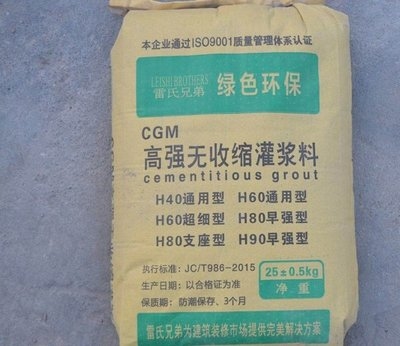 本企业通过ISO9001质量管理体系认证
LEISHI BROTHERS
雷氏兄弟
绿色环保
CGM
高强无收缩灌浆料
cementitious grout
H40通用型 H60通用型
H60超细型 H80早强型
H80支座型 H90早强型
执行标准：JC/T986-2015
生产日期：以合格证为准
保质期：防潮保存、3个月
25±0.5kg
净重
雷氏兄弟为建筑装修市场提供完美解决方案